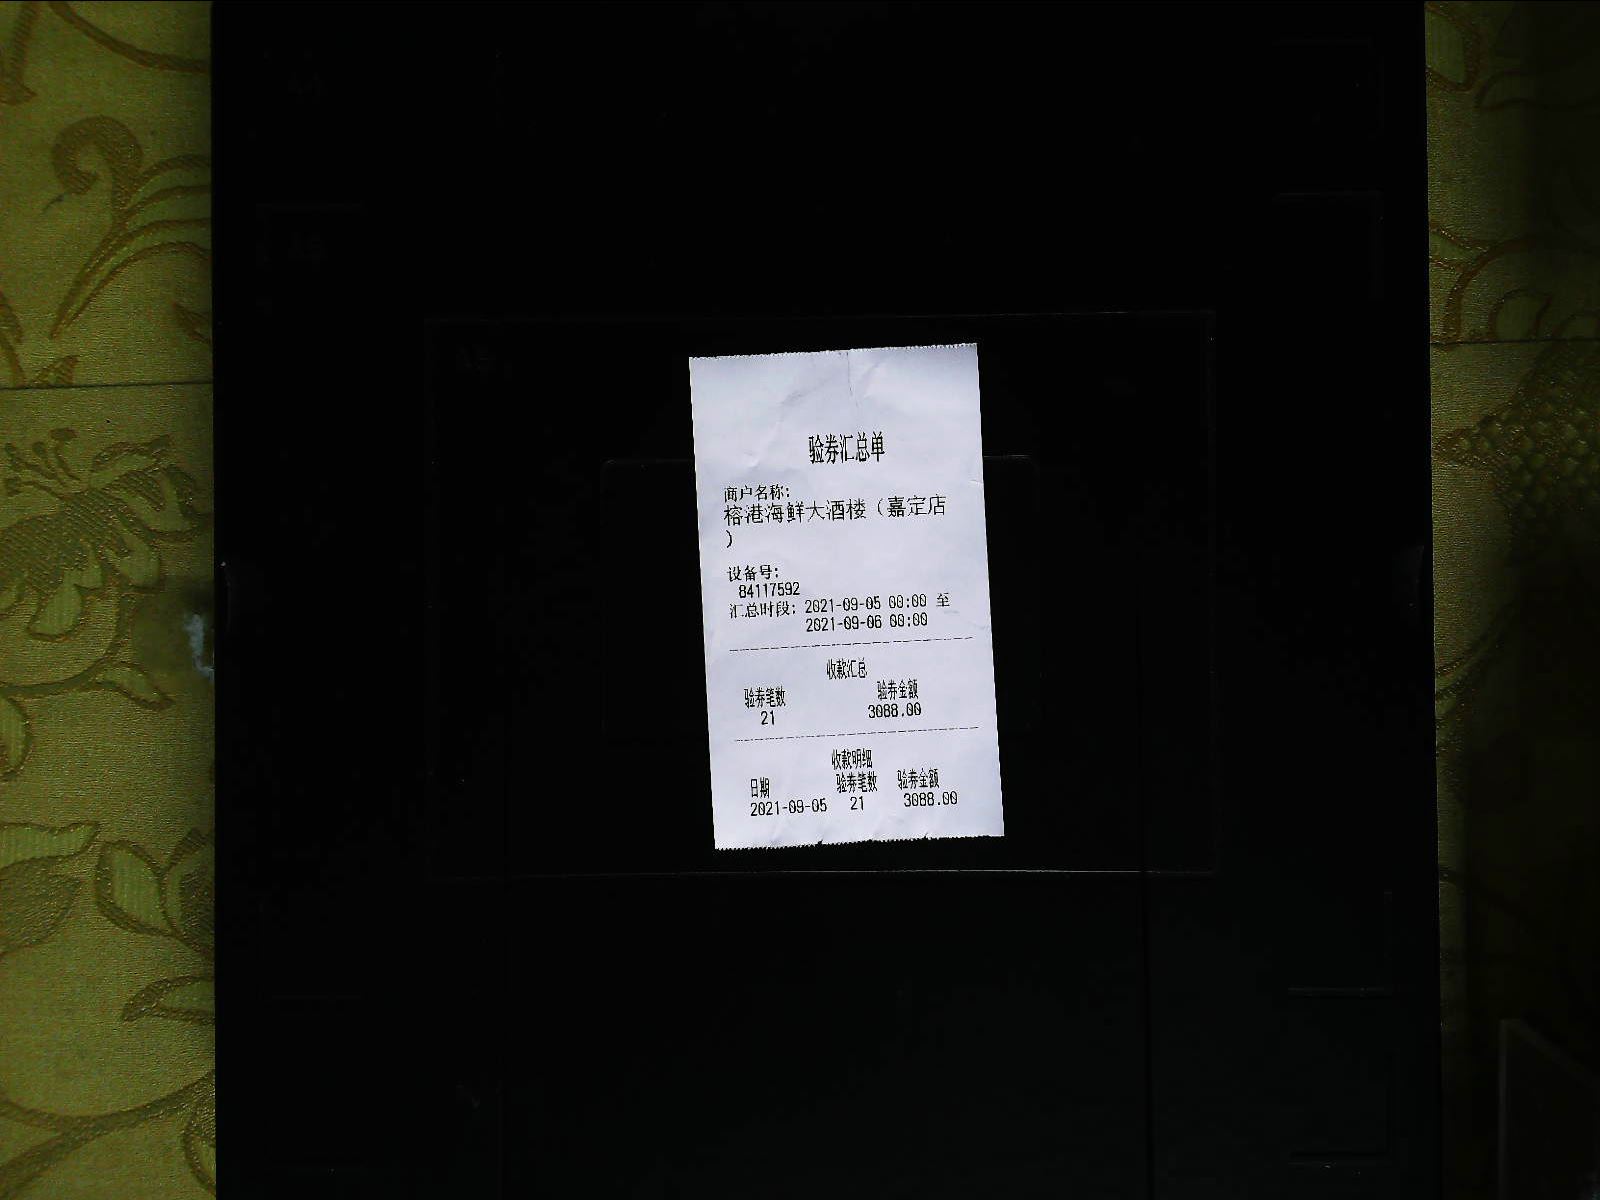 验券汇总单
商户名称:
榕港海鲜大酒楼（嘉定店
）
设备号:
84117592
汇总时段: 2021-09-05 00:00 至
2021-09-06 00:00
收款汇总
验券笔数 验券金额
21 3088.00
收款明细
日期 验券笔数 验券金额
2021-09-05 21 3088.00